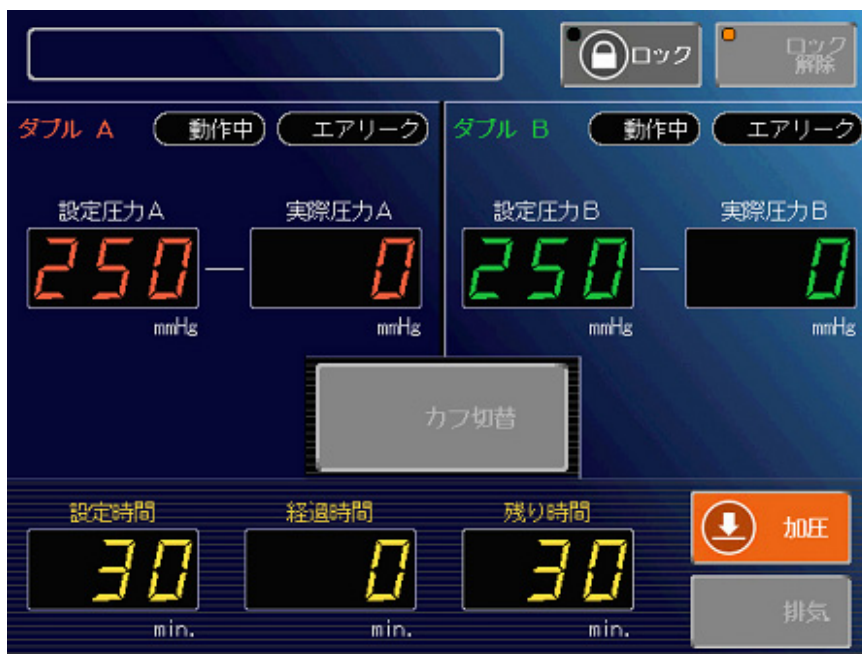 ロック
ロック
解除
ダブル A 動作中 エアリーク ダブル B 動作中 エアリーク
設定圧力A 実際圧力A 設定圧力B 実際圧力B
250 0 250 0
mmHg mmHg mmHg mmHg
カフ切替
設定時間 経過時間 残り時間
加圧
30 0 30
排気
min. min. min.